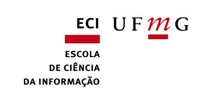 ECI UFMG
ESCOLA
DE CIÊNCIA
DA INFORMAÇÃO